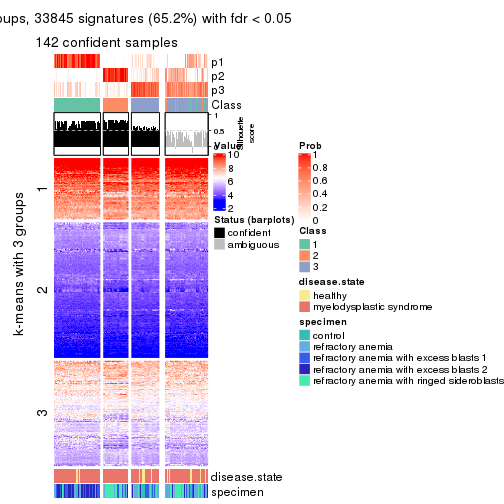 oups, 33845 signatures (65.2%) with fdr < 0.05
142 confident samples
p1
p2
p3
Class
1
0.5
0
Silhouette
score
k-means with 3 groups
1
2
3
disease.state
specimen
Value
10
8
6
4
2
Status (barplots)
confident
ambiguous
Prob
1
0.8
0.6
0.4
0.2
0
Class
1
2
3
disease.state
healthy
myelodysplastic syndrome
specimen
control
refractory anemia
refractory anemia with excess blasts 1
refractory anemia with excess blasts 2
refractory anemia with ringed sideroblasts